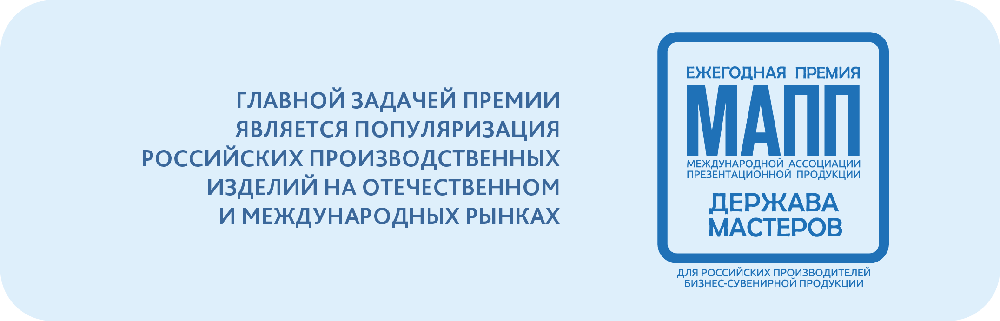 ГЛАВНОЙ ЗАДАЧЕЙ ПРЕМИИ
ЯВЛЯЕТСЯ ПОПУЛЯРИЗАЦИЯ
РОССИЙСКИХ ПРОИЗВОДСТВЕННЫХ
ИЗДЕЛИЙ НА ОТЕЧЕСТВЕННОМ
И МЕЖДУНАРОДНЫХ РЫНКАХ
ЕЖЕГОДНАЯ ПРЕМИЯ
МАПП
МЕЖДУНАРОДНОЙ АССОЦИАЦИИ
ПРЕЗЕНТАЦИОННОЙ ПРОДУКЦИИ
ДЕРЖАВА
МАСТЕРОВ
ДЛЯ РОССИЙСКИХ ПРОИЗВОДИТЕЛЕЙ
БИЗНЕС-СУВЕНИРНОЙ ПРОДУКЦИИ